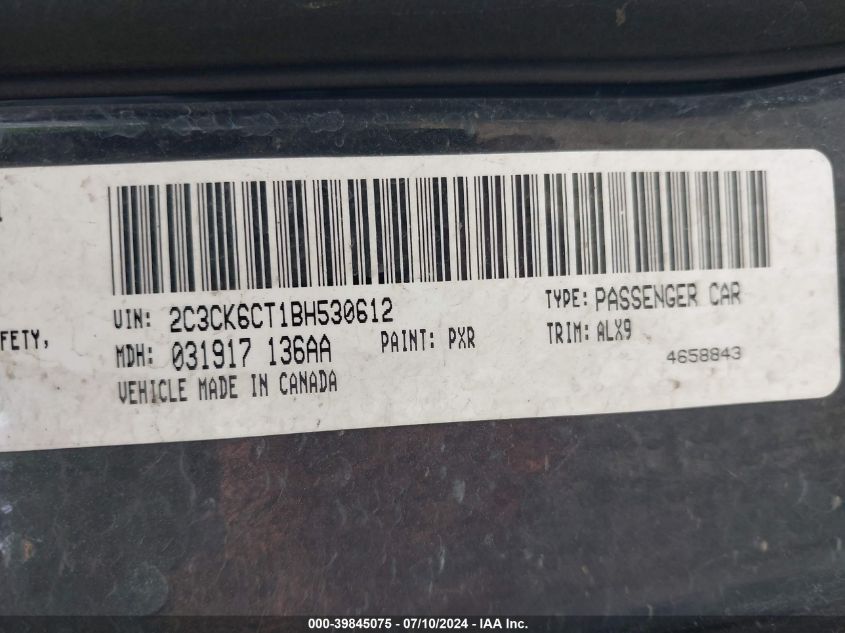 VIN: 2C3CK6CT1BH530612 TYPE: PASSENGER CAR
FETY,
MDH: 031917 136AA PAINT: PXR TRIM: ALX9
VEHICLE MADE IN CANADA 4658843
000-39845075 - 07/10/2024 - IAA Inc.